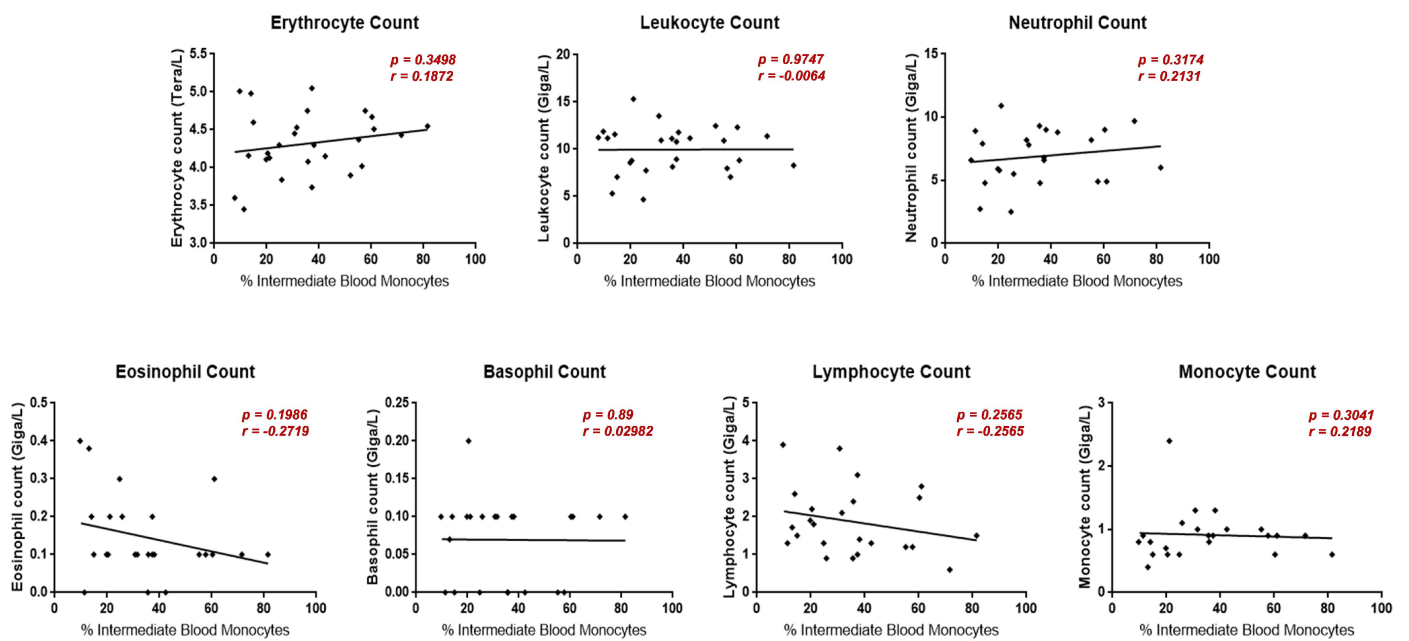 Erythrocyte Count
Erythrocyte count (Tera/L)
5.5
5.0
4.5
4.0
3.5
3.0
p = 0.3498
r = 0.1872
0 20 40 60 80 100
% Intermediate Blood Monocytes
Leukocyte Count
Leukocyte count (Giga/L)
20
15
10
5
0
p = 0.9747
r = -0.0064
0 20 40 60 80 100
% Intermediate Blood Monocytes
Neutrophil Count
Neutrophil count (Giga/L)
15
10
5
0
p = 0.3174
r = 0.2131
0 20 40 60 80 100
% Intermediate Blood Monocytes
Eosinophil Count
Eosinophil count (Giga/L)
0.5
0.4
0.3
0.2
0.1
0.0
p = 0.1986
r = -0.2719
0 20 40 60 80 100
% Intermediate Blood Monocytes
Basophil Count
Basophil count (Giga/L)
0.25
0.20
0.15
0.10
0.05
0.00
p = 0.89
r = 0.02982
0 20 40 60 80 100
% Intermediate Blood Monocytes
Lymphocyte Count
Lymphocyte count (Giga/L)
5
4
3
2
1
0
p = 0.2565
r = -0.2565
0 20 40 60 80 100
% Intermediate Blood Monocytes
Monocyte Count
Monocyte count (Giga/L)
3
2
1
0
p = 0.3041
r = 0.2189
0 20 40 60 80 100
% Intermediate Blood Monocytes